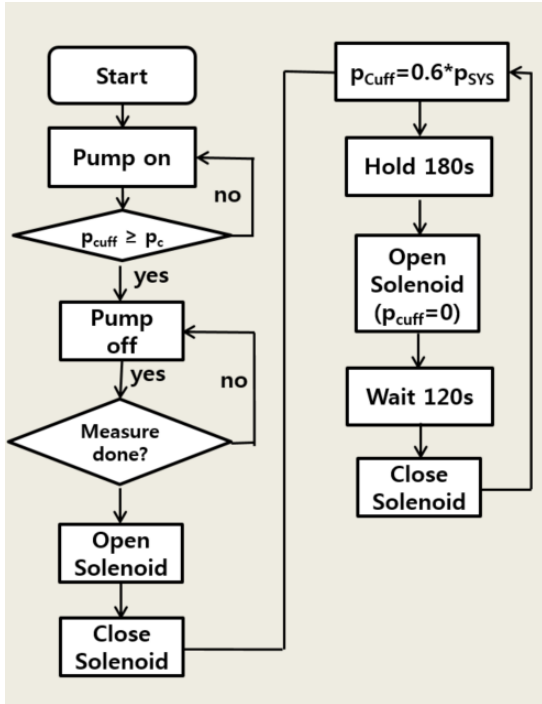 Start
Pump on
no
pcuff ≥ pc
yes
Pump
off
yes
no
Measure
done?
Open
Solenoid
Close
Solenoid
pCuff=0.6*pSYS
Hold 180s
Open
Solenoid
(pcuff=0)
Wait 120s
Close
Solenoid